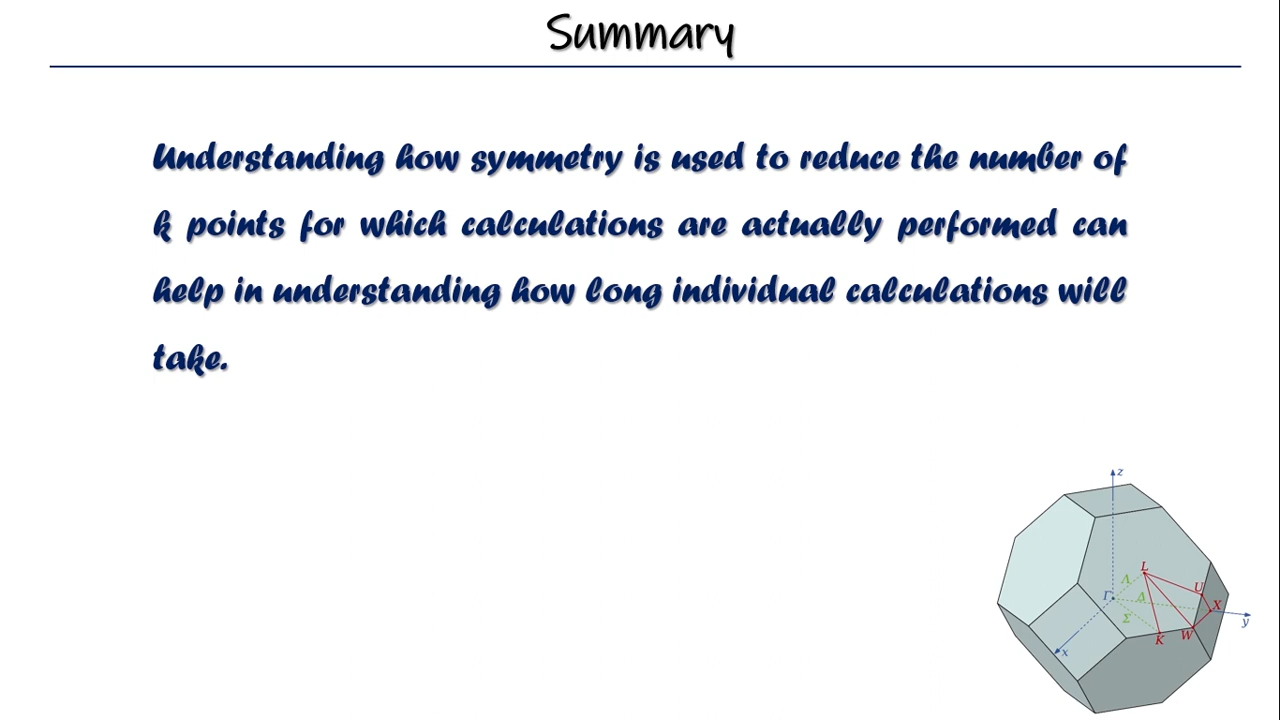 Summary
Understanding how symmetry is used to reduce the number of
k points for which calculations are actually performed can
help in understanding how long individual calculations will
take.
z
L
Λ
U
Γ
Δ
X
Σ
y
W
K
x